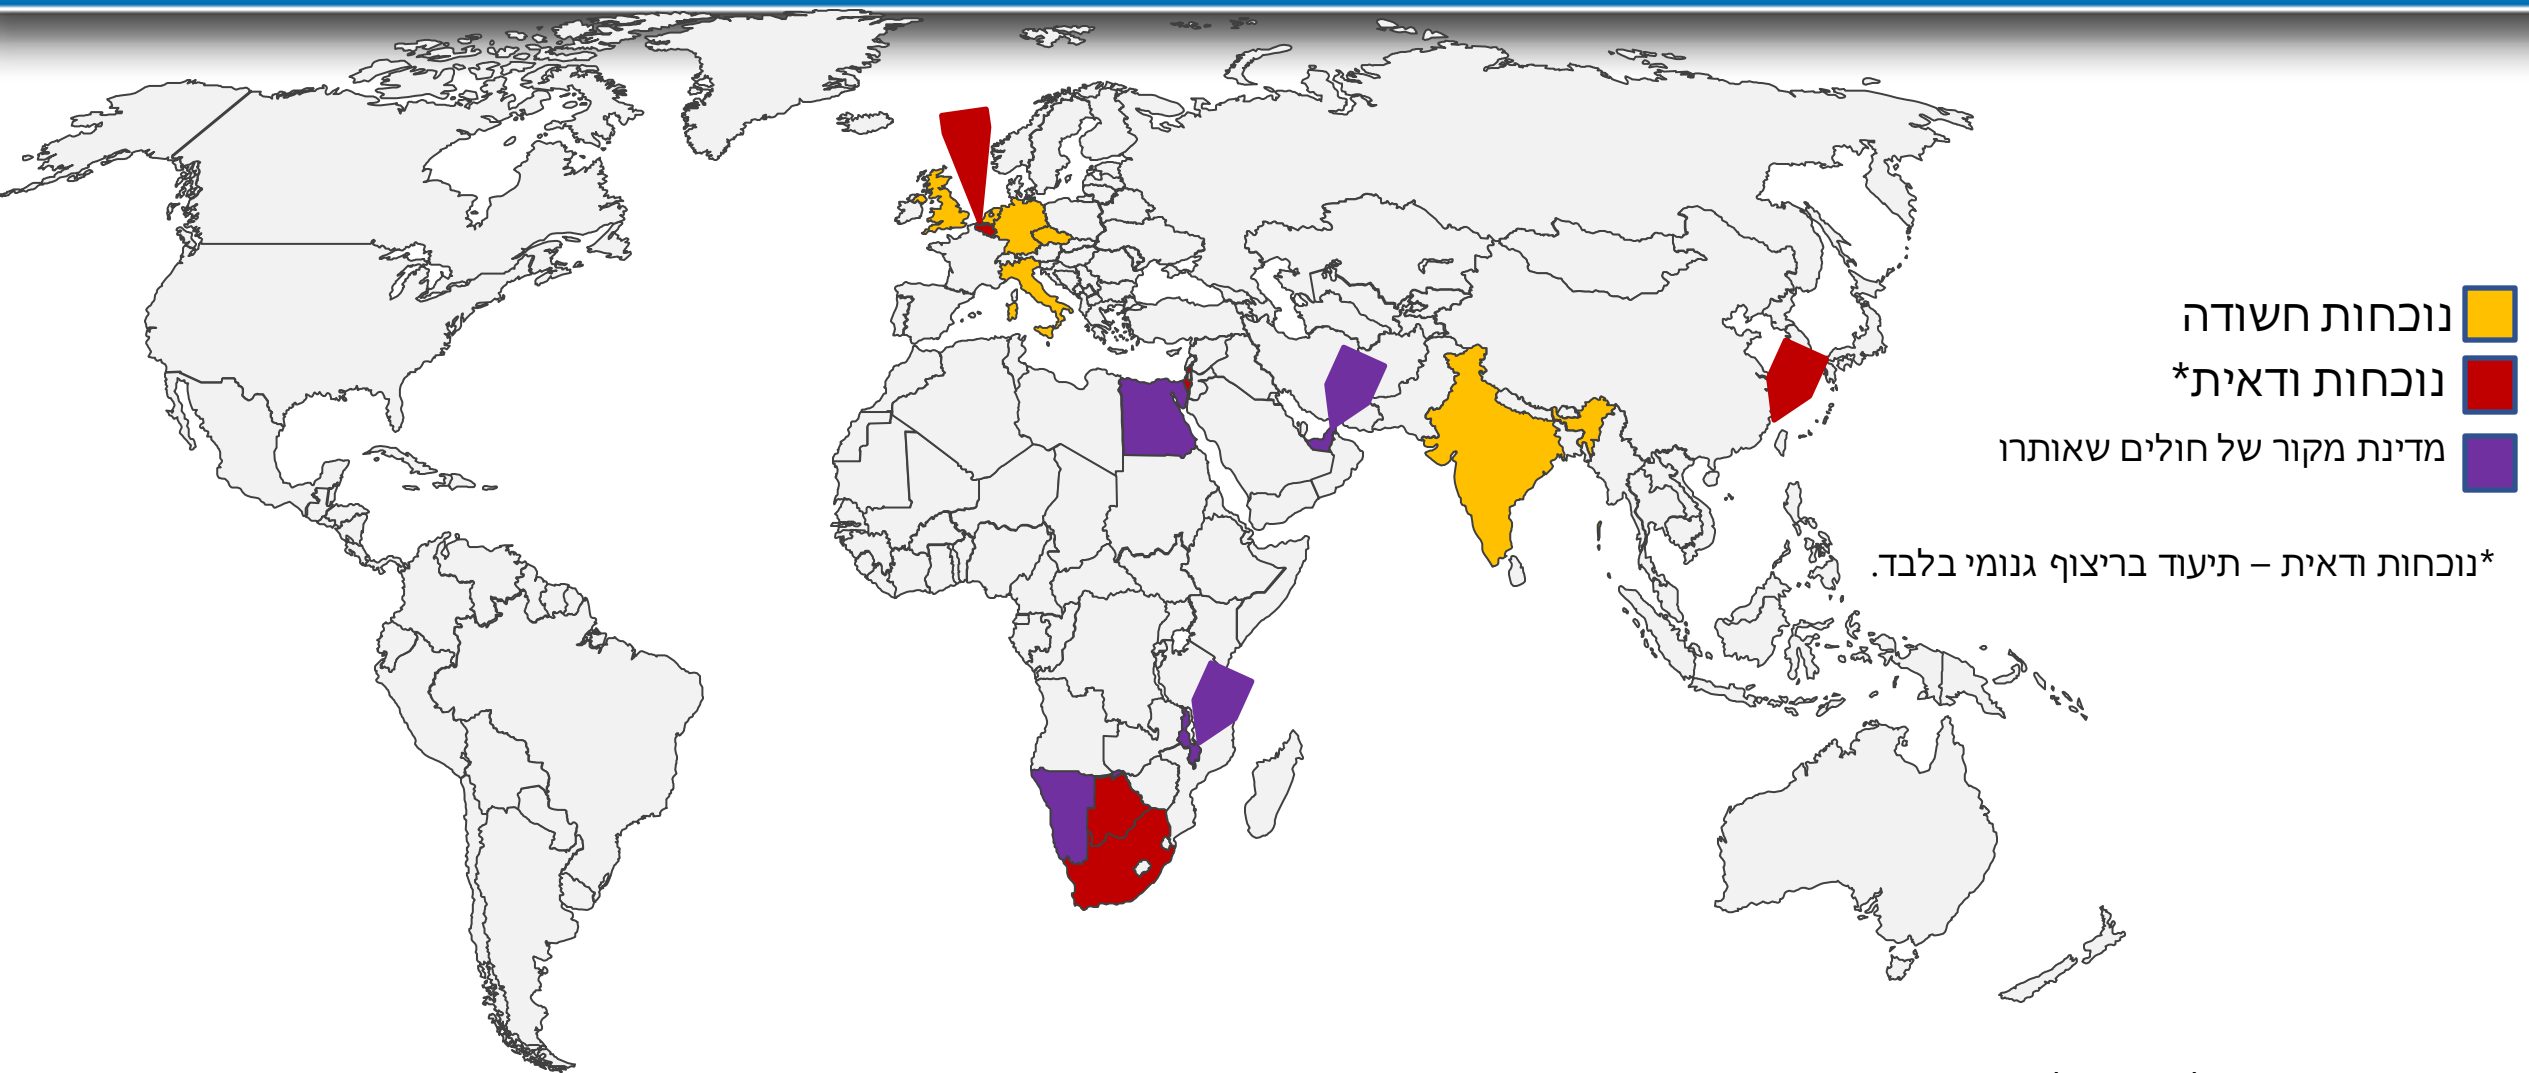 נוכחות חשודה
נוכחות ודאית*
מדינת מקור של חולים שאותרו
*נוכחות ודאית – תיעוד בריצוף גנומי בלבד.